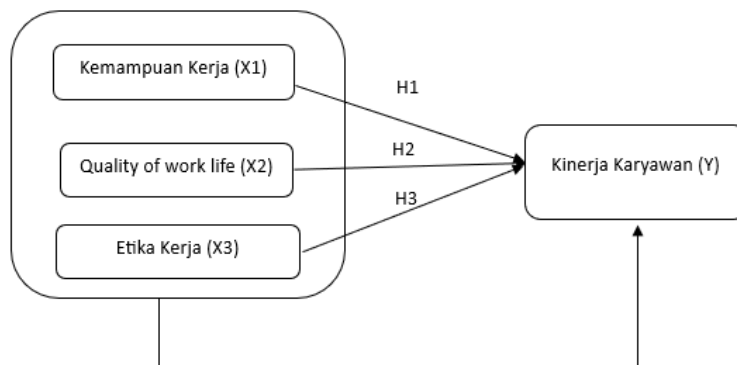 Kemampuan Kerja (X1)
H1
Quality of work life (X2)
H2
Kinerja Karyawan (Y)
H3
Etika Kerja (X3)